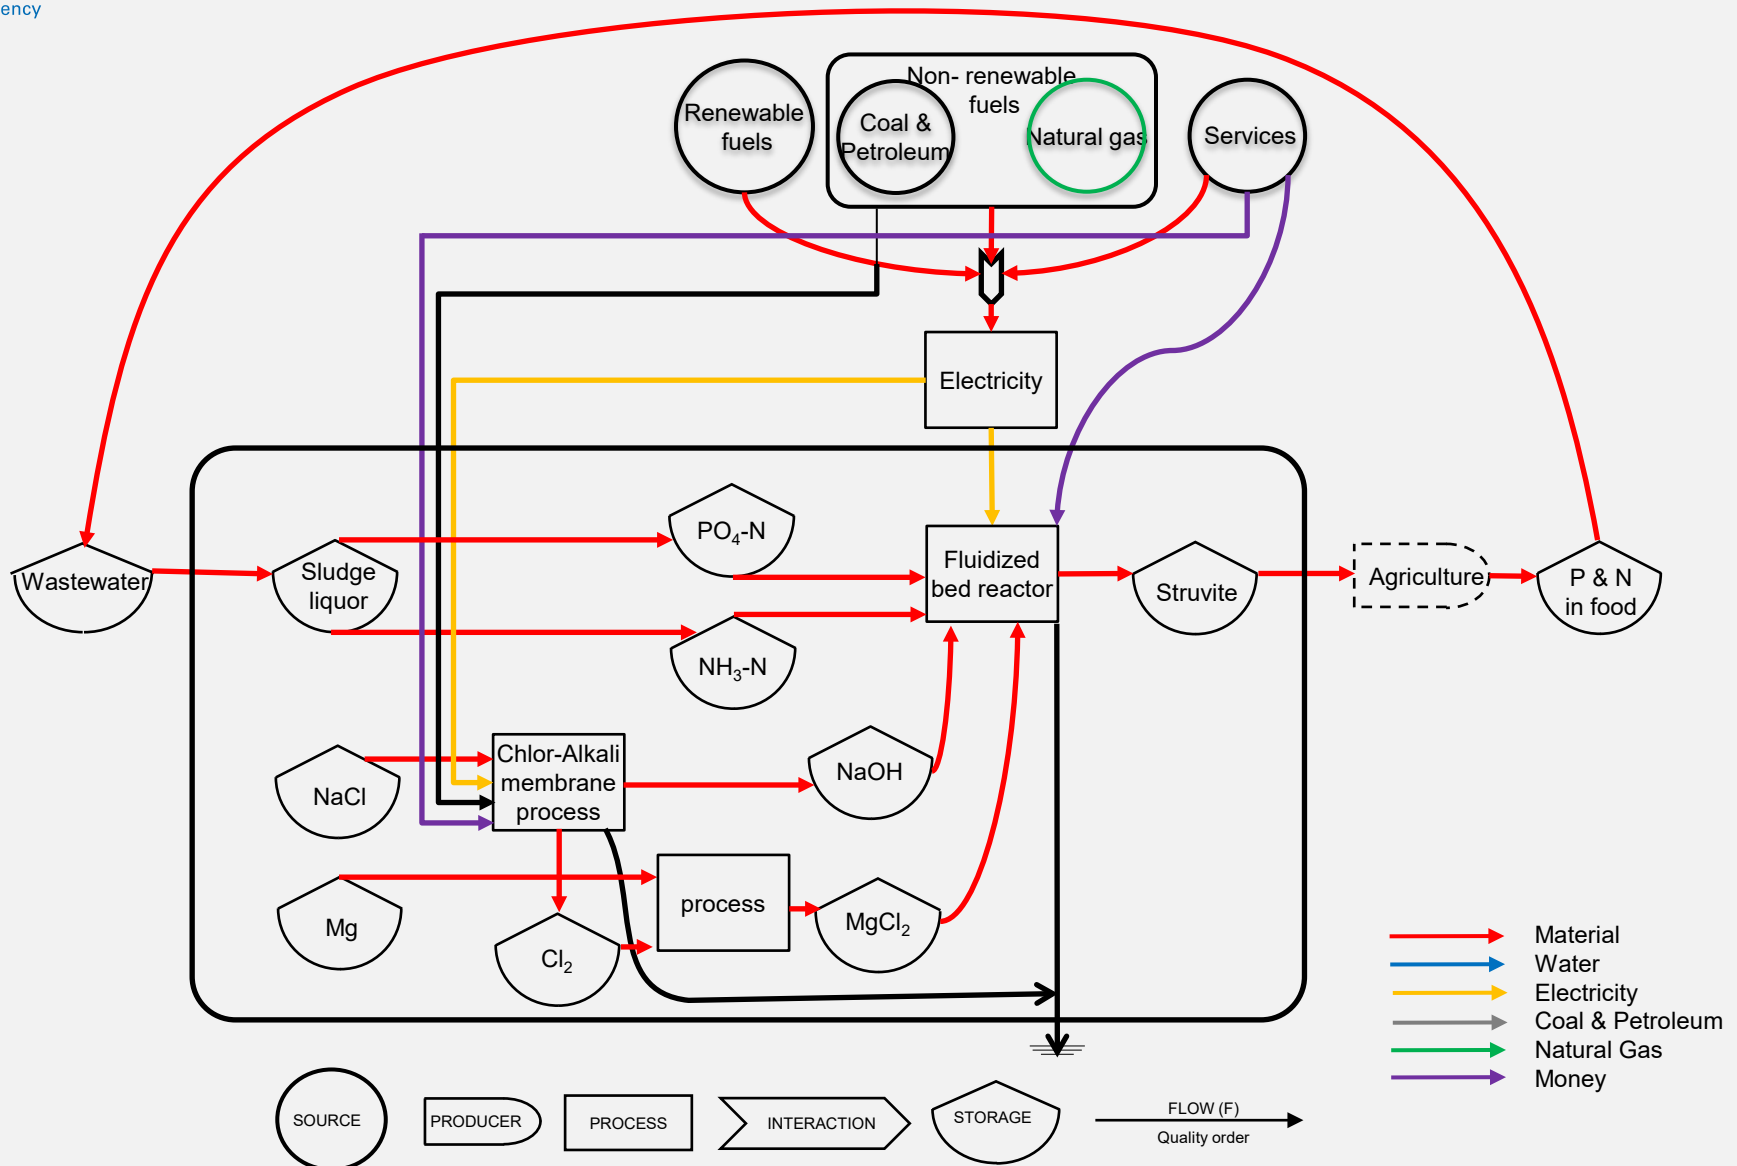 ency
Non- renewable
fuels
Renewable
fuels
Coal &
Petroleum
Natural gas
Services
Electricity
PO₄-N
Fluidized
bed reactor
Wastewater
Sludge
liquor
Struvite
Agriculture
P & N
in food
NH₃-N
Chlor-Alkali
membrane
process
NaCl
NaOH
process
Mg
Cl₂
MgCl₂
Material
Water
Electricity
Coal & Petroleum
Natural Gas
Money
SOURCE
PRODUCER
PROCESS
INTERACTION
STORAGE
FLOW (F)
Quality order